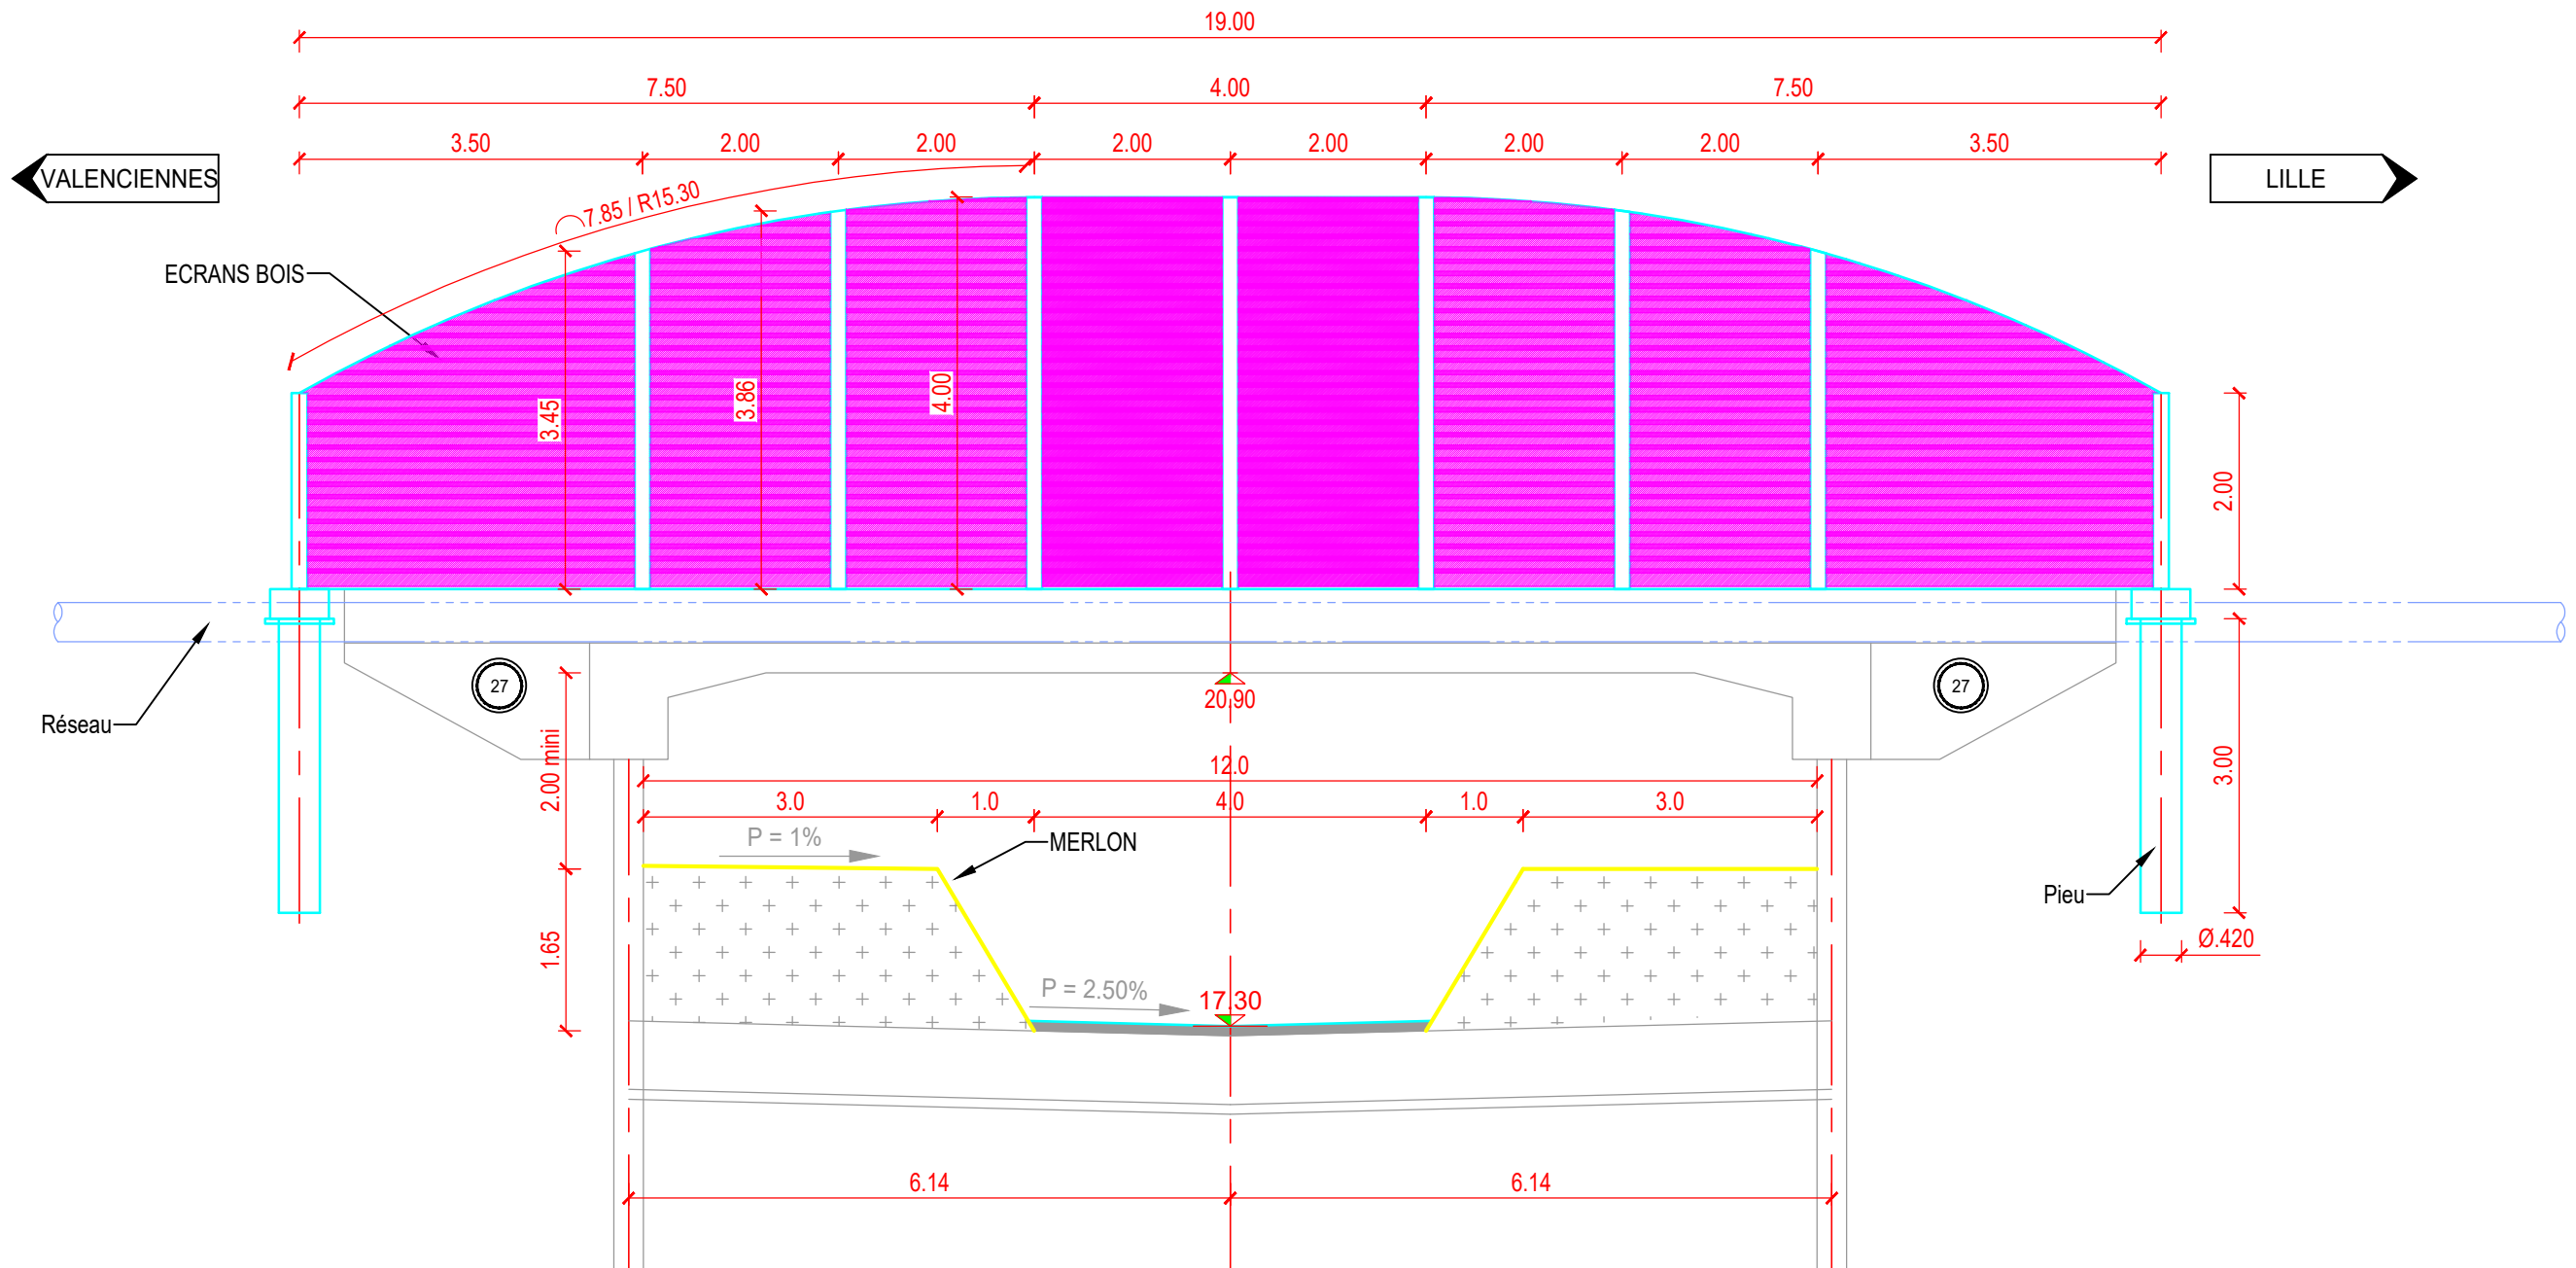 19.00
7.50
4.00
7.50
3.50
2.00
2.00
2.00
2.00
2.00
2.00
3.50
VALENCIENNES
LILLE
7.85 / R15.30
ECRANS BOIS
3.45
3.86
4.00
2.00
27
27
20.90
Réseau
2.00 mini
12.0
3.00
3.0
1.0
4.0
1.0
3.0
P = 1%
MERLON
Pieu
1.65
Ø.420
P = 2.50%
17.30
6.14
6.14